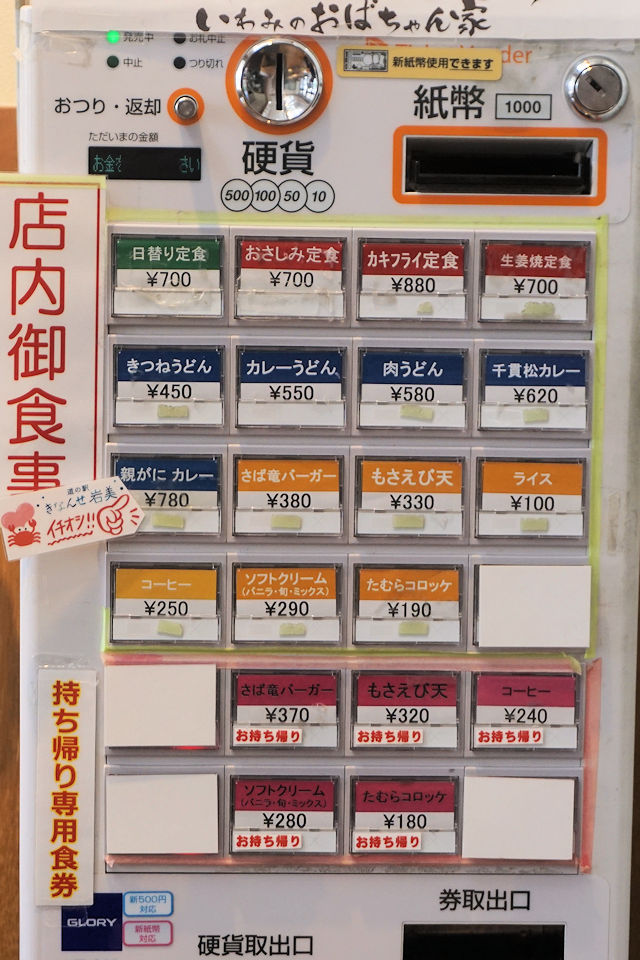 いわみのおばちゃん家
発売中
お札中止
中止
つり切れ
新紙幣使用できます
おつり・返却
紙幣 1000
ただいまの金額
硬貨
500 100 50 10
店内御食事
日替り定食
¥700
おさしみ定食
¥700
カキフライ定食
¥880
生姜焼定食
¥700
きつねうどん
¥450
カレーうどん
¥550
肉うどん
¥580
千貫松カレー
¥620
親がに カレー
¥780
さば竜バーガー
¥380
もさえび天
¥330
ライス
¥100
道の駅
きなんせ岩美
イチオシ!!
コーヒー
¥250
ソフトクリーム
(バニラ・旬・ミックス)
¥290
たむらコロッケ
¥190
持ち帰り専用食券
さば竜バーガー
¥370
お持ち帰り
もさえび天
¥320
お持ち帰り
コーヒー
¥240
お持ち帰り
ソフトクリーム
(バニラ・旬・ミックス)
¥280
お持ち帰り
たむらコロッケ
¥180
お持ち帰り
GLORY
新500円
対応
新紙幣
対応
硬貨取出口
券取出口